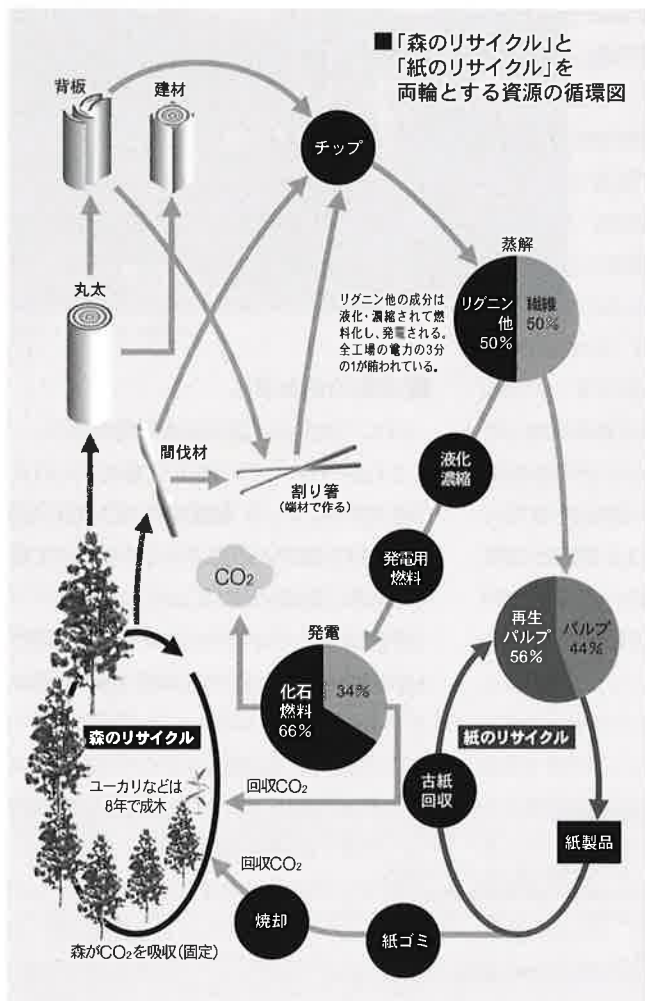 ■「森のリサイクル」と
「紙のリサイクル」を
両輪とする資源の循環図
背板
建材
チップ
丸太
蒸解
リグニン
他
50%
繊維
50%
リグニン他の成分は
液化・濃縮されて燃
料化し、発電される。
全工場の電力の3分
の1が賄われている。
間伐材
割り箸
(端材で作る)
液化
濃縮
発電用
燃料
CO2
発電
化石
燃料
66%
34%
再生
パルプ
56%
パルプ
44%
森のリサイクル
紙のリサイクル
ユーカリなどは
8年で成木
回収CO2
古紙
回収
紙製品
回収CO2
焼却
紙ゴミ
森がCO2を吸収(固定)